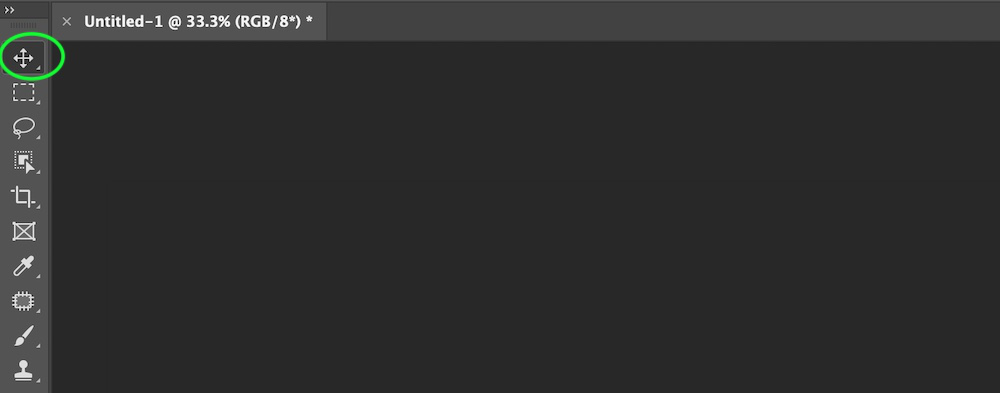 Untitled-1 @ 33.3% (RGB/8*) *